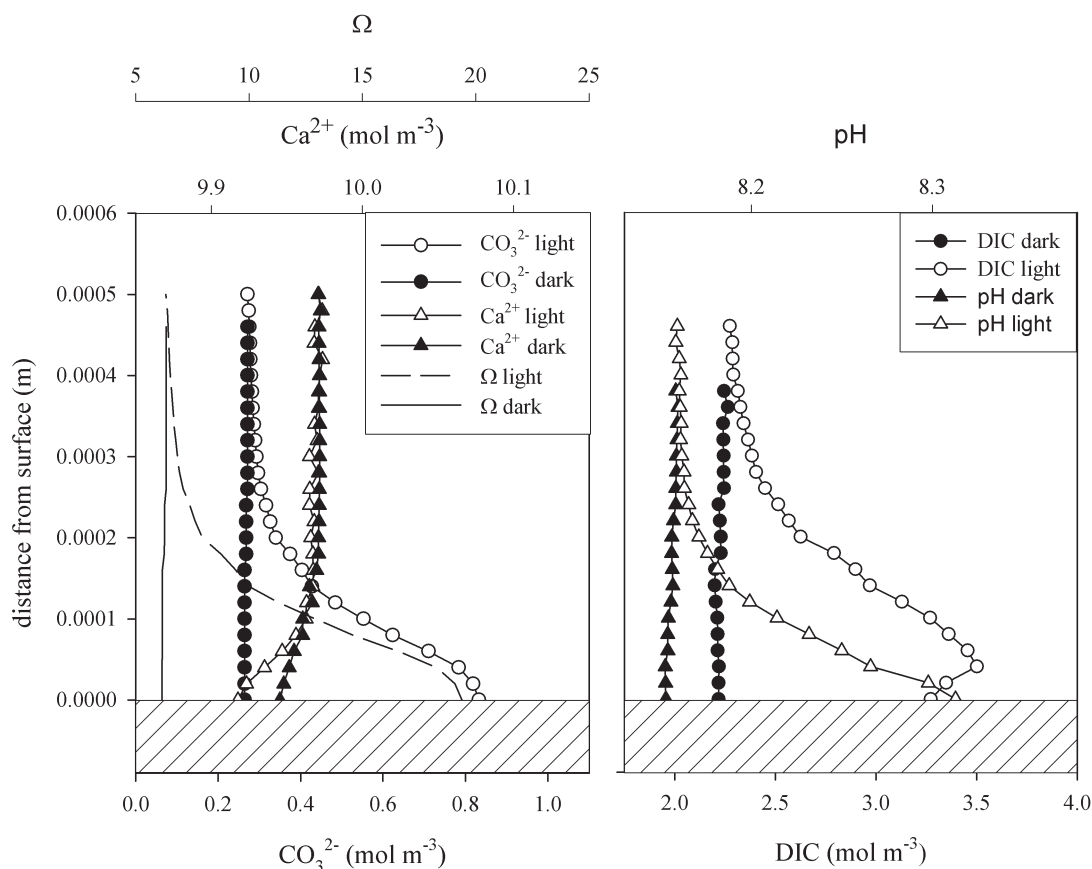 Ω
5 10 15 20 25
Ca2+ (mol m-3)
9.9 10.0 10.1
pH
8.2 8.3
distance from surface (m)
0.0006
0.0005
0.0004
0.0003
0.0002
0.0001
0.0000
CO32- light
CO32- dark
Ca2+ light
Ca2+ dark
Ω light
Ω dark
DIC dark
DIC light
pH dark
pH light
0.0 0.2 0.4 0.6 0.8 1.0
CO32- (mol m-3)
2.0 2.5 3.0 3.5 4.0
DIC (mol m-3)